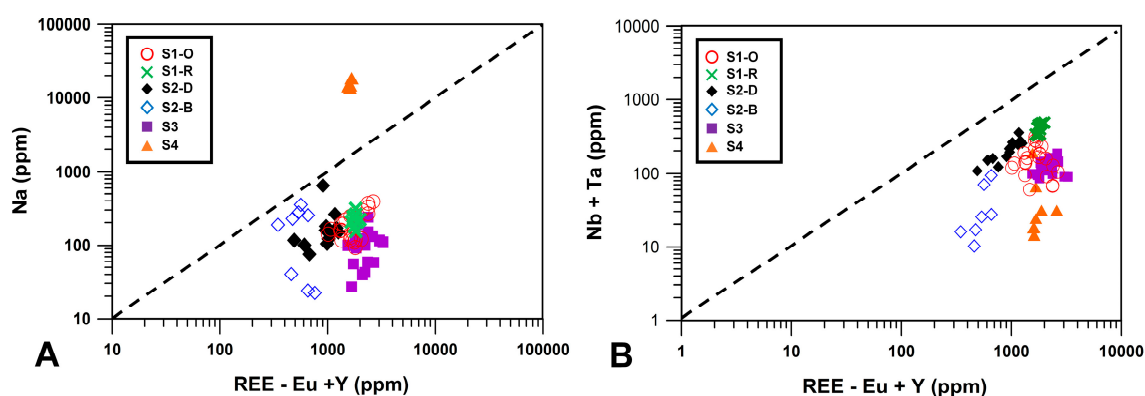 100000
10000
1000
100
10
Na (ppm)
S1-O
S1-R
S2-D
S2-B
S3
S4
10
100
1000
10000
100000
REE - Eu +Y (ppm)
A
10000
1000
100
10
1
Nb + Ta (ppm)
S1-O
S1-R
S2-D
S2-B
S3
S4
1
10
100
1000
10000
REE - Eu + Y (ppm)
B